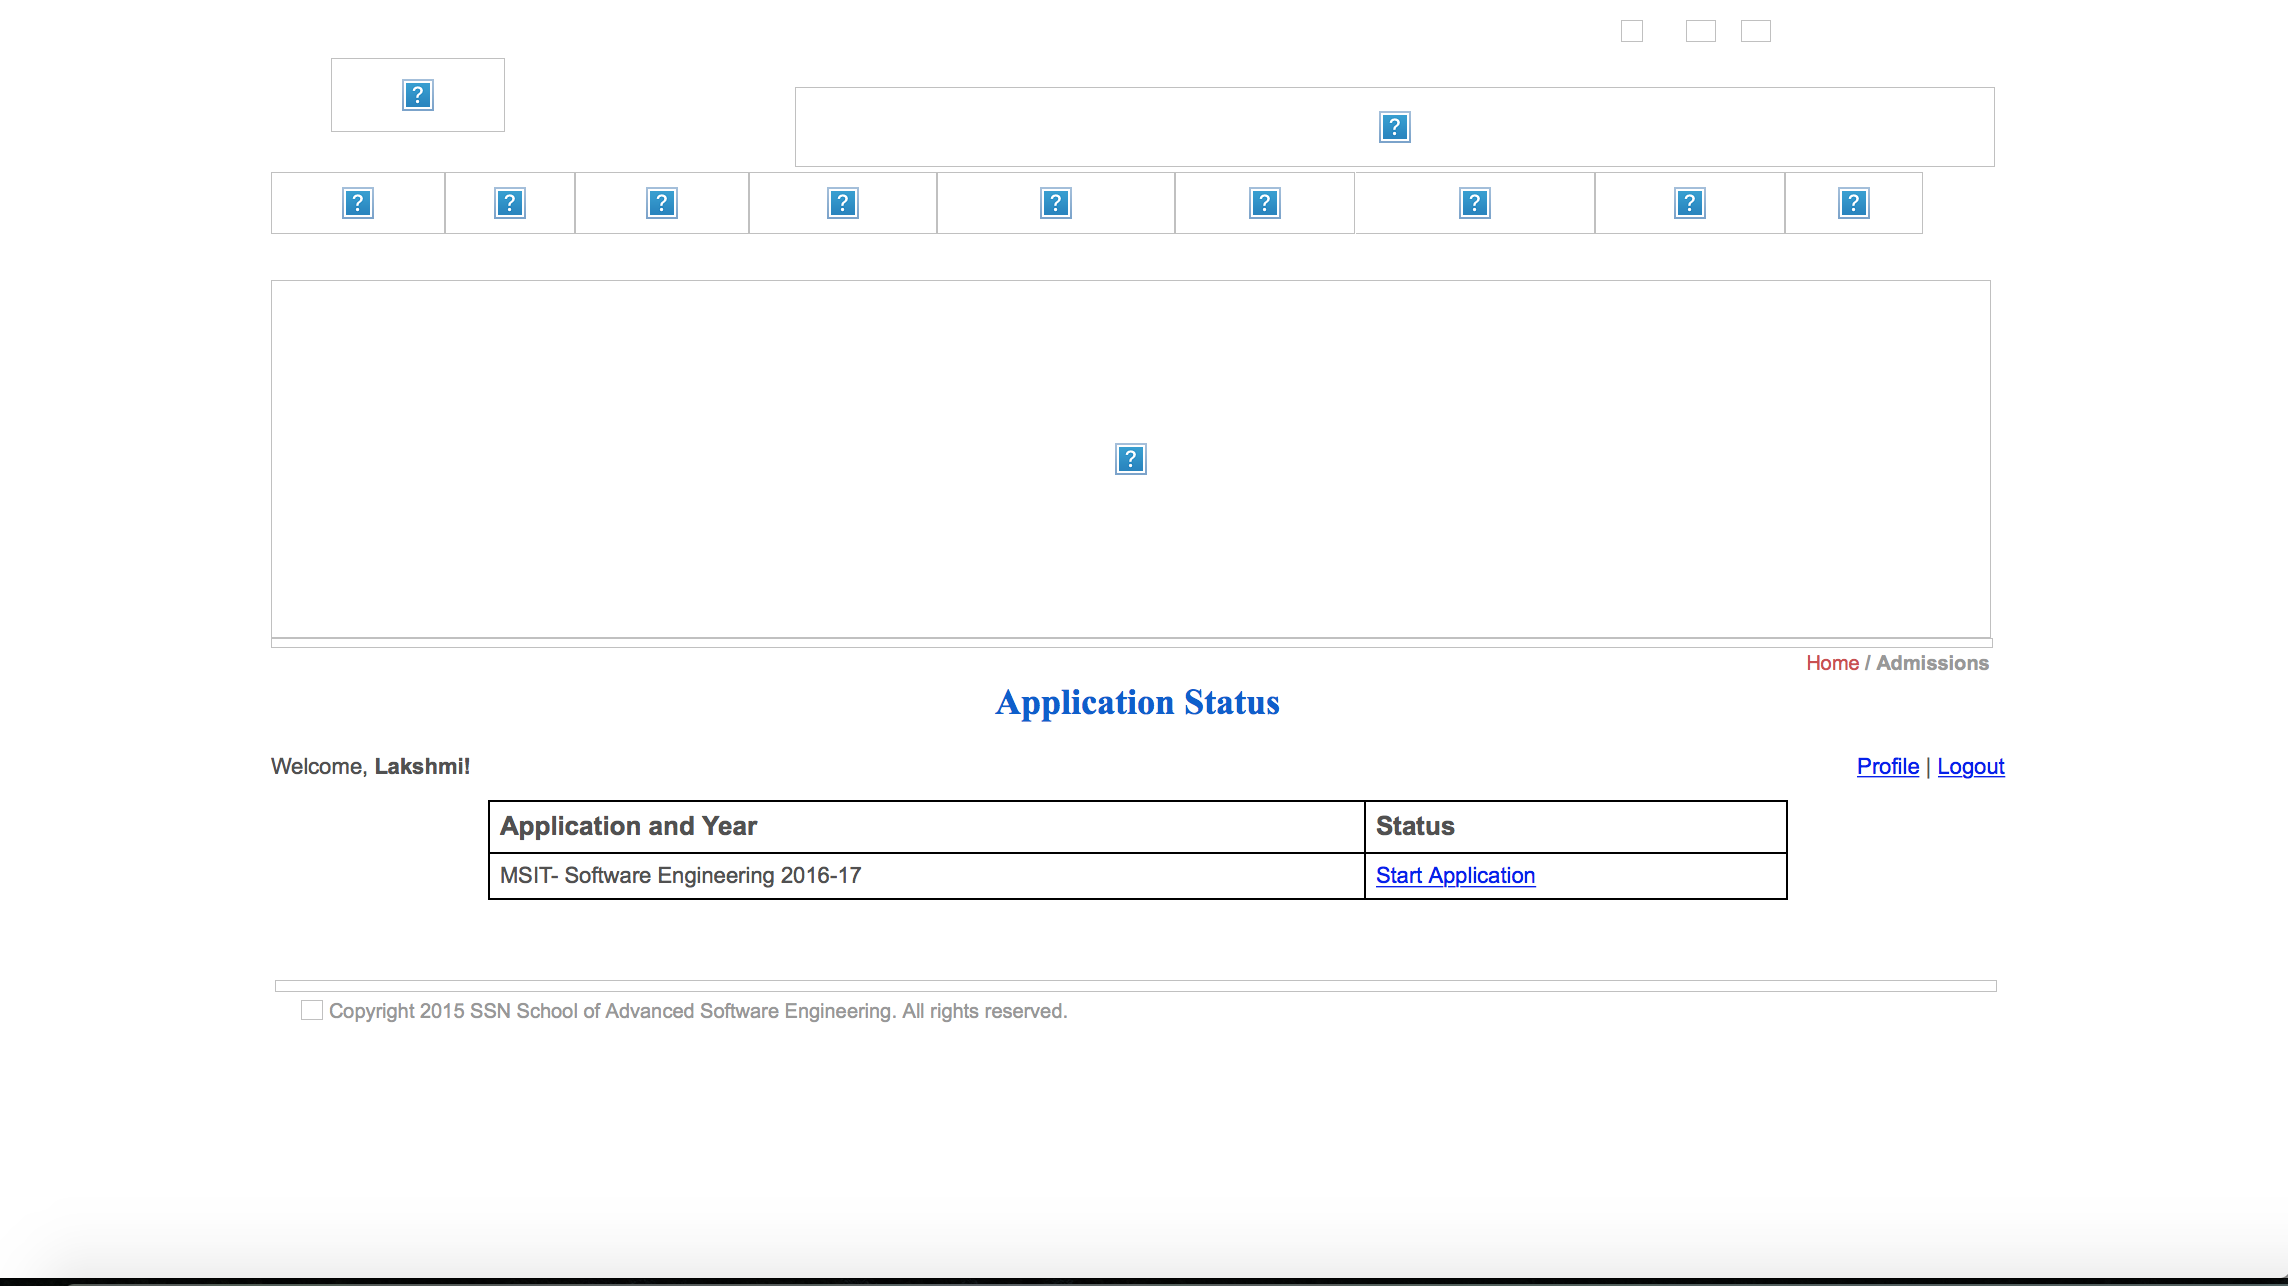 Home / Admissions
Application Status
Welcome, Lakshmi!
Profile | Logout
Application and Year
Status
MSIT- Software Engineering 2016-17
Start Application
Copyright 2015 SSN School of Advanced Software Engineering. All rights reserved.